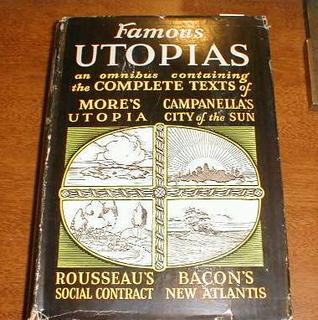 Famous
UTOPIAS
an omnibus containing
the COMPLETE TEXTS of
MORE'S CAMPANELLA'S
UTOPIA CITY of the SUN
ROUSSEAU'S BACON'S
SOCIAL CONTRACT NEW ATLANTIS